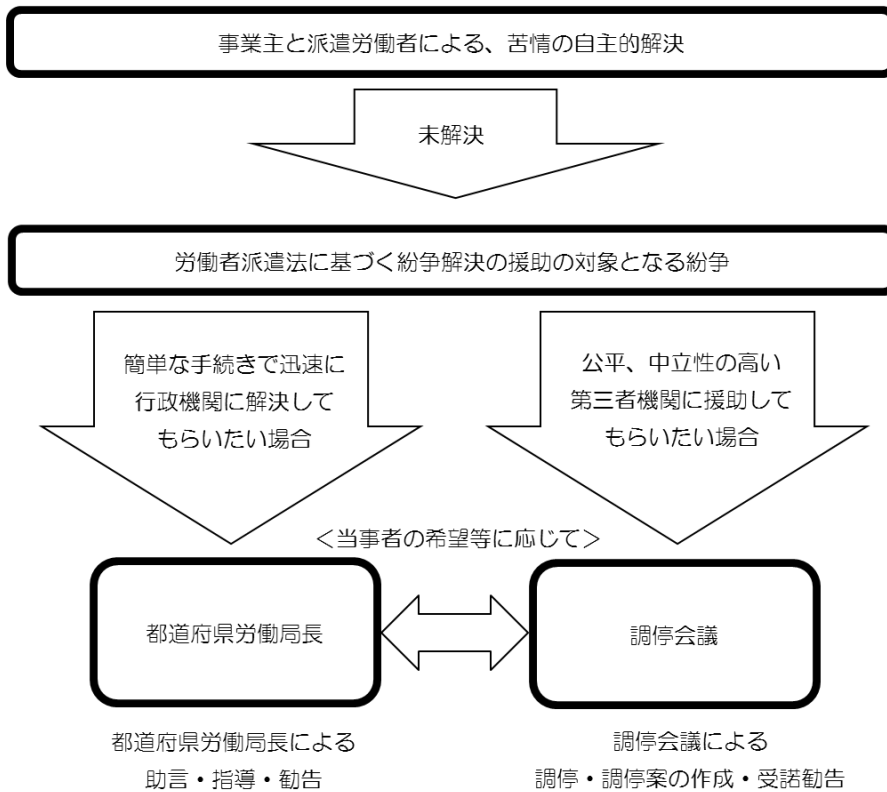 事業主と派遣労働者による、苦情の自主的解決
未解決
労働者派遣法に基づく紛争解決の援助の対象となる紛争
簡単な手続きで迅速に
行政機関に解決して
もらいたい場合
公平、中立性の高い
第三者機関に援助して
もらいたい場合
＜当事者の希望等に応じて＞
都道府県労働局長
調停会議
都道府県労働局長による
助言・指導・勧告
調停会議による
調停・調停案の作成・受諾勧告